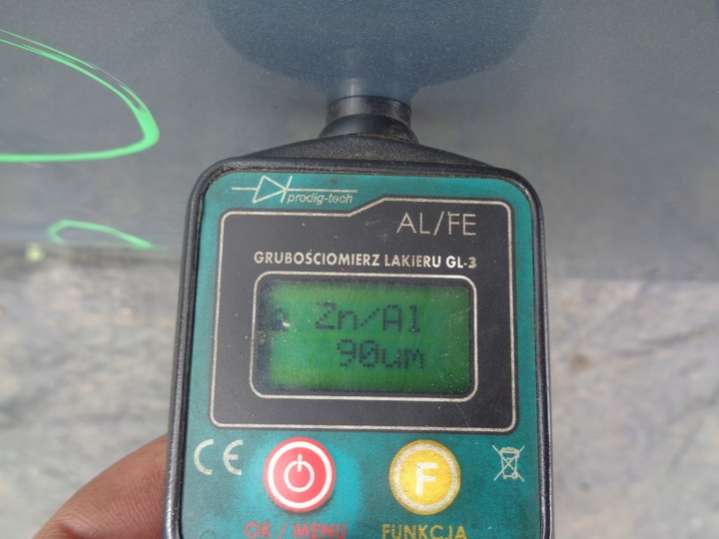 prodig-tech
AL/FE
GRUBOŚCIOMIERZ LAKIERU GL-3
Zn/Al
90um
CE
F
OK / MENU
FUNKCJA